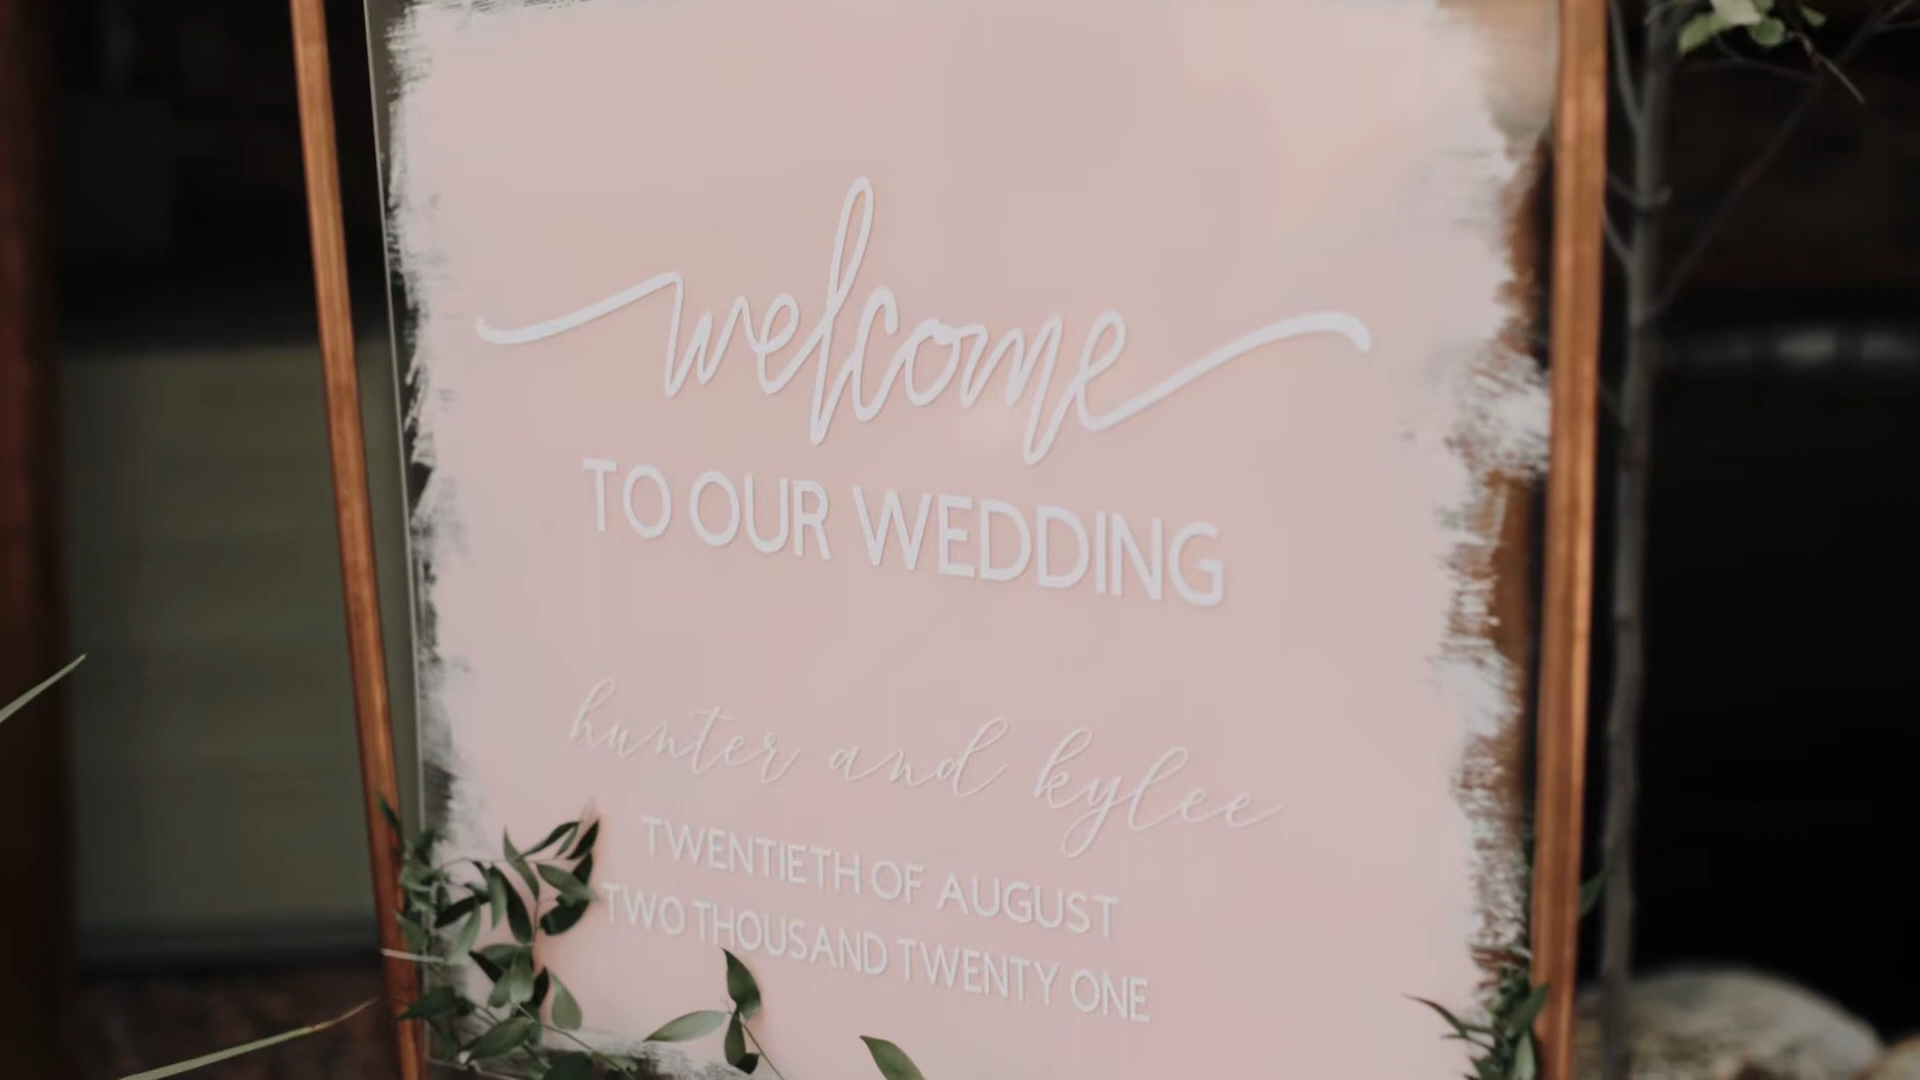 welcome
TO OUR WEDDING
hunter and kylee
TWENTIETH OF AUGUST
TWO THOUSAND TWENTY ONE